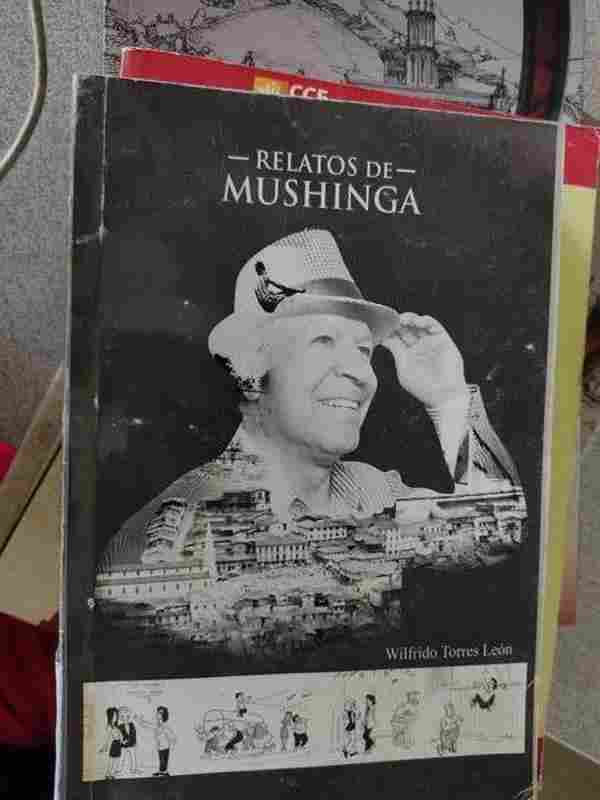 CCE
— RELATOS DE —
MUSHINGA
Wilfrido Torres León